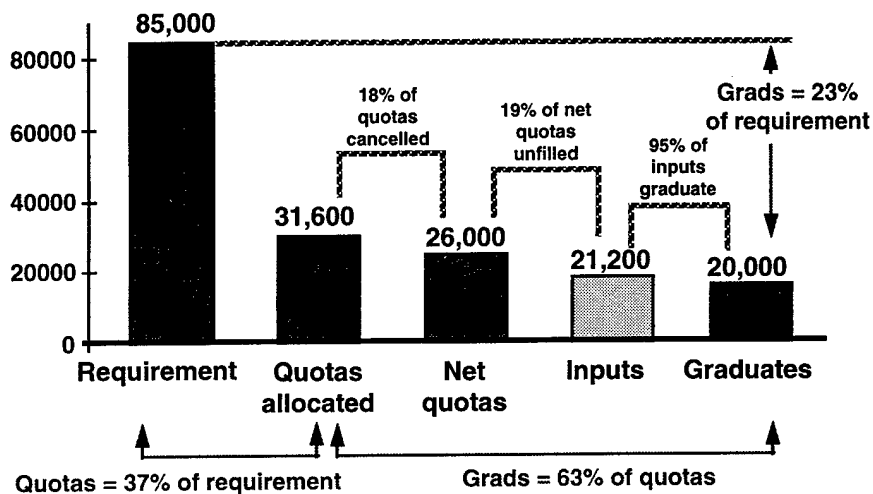 85,000
80000
60000
40000
20000
0
18% of
quotas
cancelled
19% of net
quotas
unfilled
95% of
inputs
graduate
Grads = 23%
of requirement
31,600
26,000
21,200
20,000
Requirement
Quotas
allocated
Net
quotas
Inputs
Graduates
Quotas = 37% of requirement
Grads = 63% of quotas